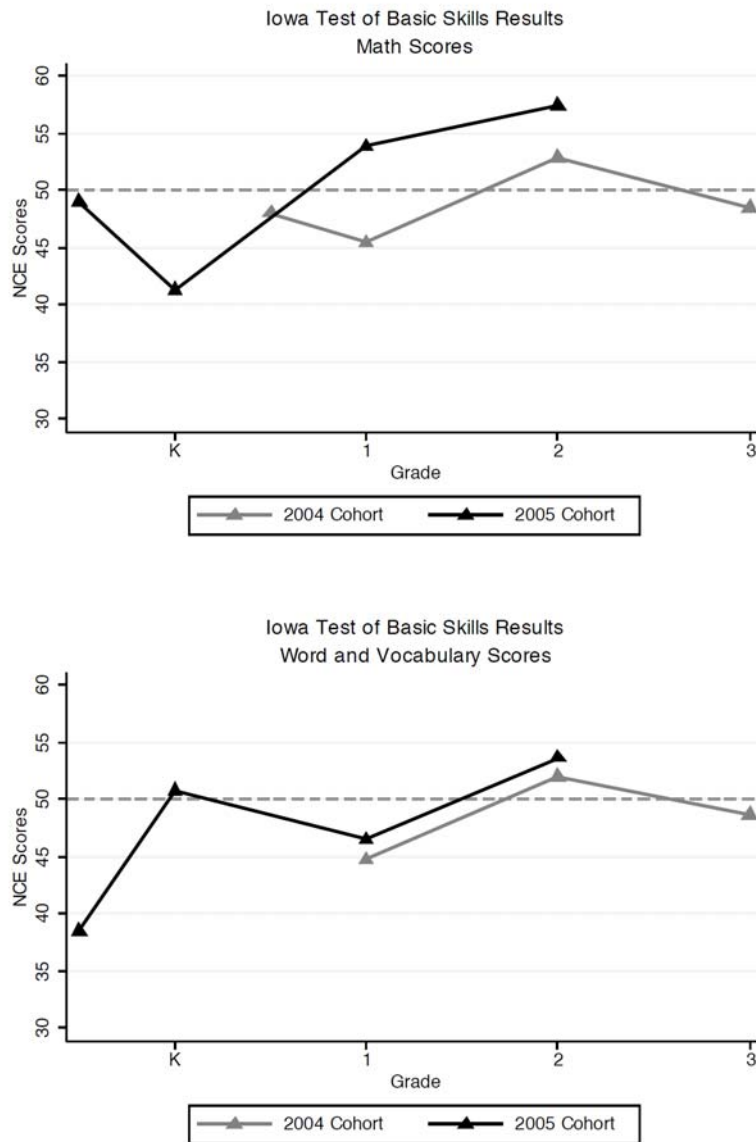 Iowa Test of Basic Skills Results
Math Scores
60
55
50
45
40
35
30
NCE Scores
K 1 2 3
Grade
2004 Cohort 2005 Cohort
Iowa Test of Basic Skills Results
Word and Vocabulary Scores
60
55
50
45
40
35
30
NCE Scores
K 1 2 3
Grade
2004 Cohort 2005 Cohort